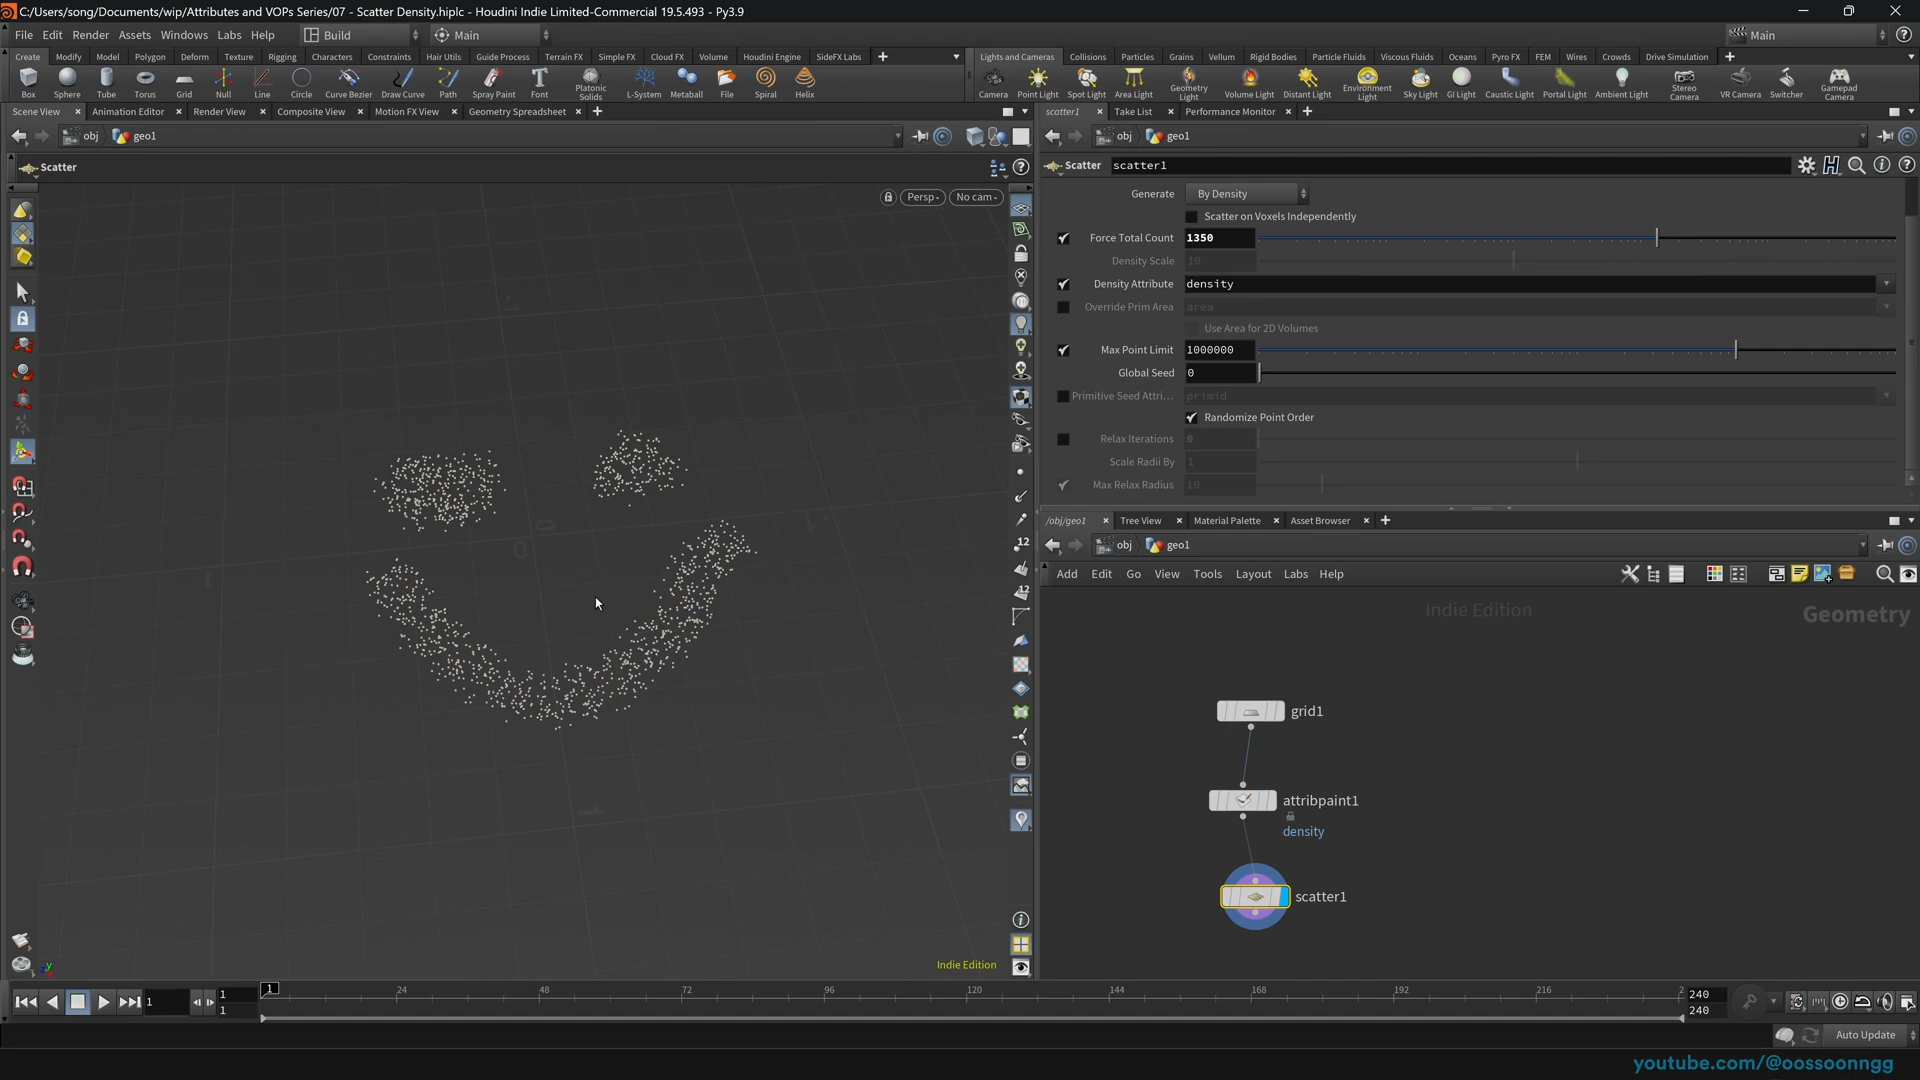 C:/Users/song/Documents/wip/Attributes and VOPs Series/07 - Scatter Density.hiplc - Houdini Indie Limited-Commercial 19.5.493 - Py3.9
File Edit Render Assets Windows Labs Help Build Main Main
Create Modify Model Polygon Deform Texture Rigging Characters Constraints Hair Utils Guide Process Terrain FX Simple FX Cloud FX Volume Houdini Engine SideFX Labs Lights and Cameras Collisions Particles Grains Vellum Rigid Bodies Particle Fluids Viscous Fluids Oceans Pyro FX FEM Wires Crowds Drive Simulation
Box Sphere Tube Torus Grid Null Line Circle Curve Bezier Draw Curve Path Spray Paint Font Platonic Solids L-System Metaball File Spiral Helix Camera Point Light Spot Light Area Light Geometry Light Volume Light Distant Light Environment Light Sky Light GI Light Caustic Light Portal Light Ambient Light Stereo Camera VR Camera Switcher Gamepad Camera
Scene View Animation Editor Render View Composite View Motion FX View Geometry Spreadsheet scatter1 Take List Performance Monitor
obj geo1 obj geo1
Scatter Scatter scatter1
Persp No cam
Generate By Density
Scatter on Voxels Independently
Force Total Count 1350
Density Scale 10
Density Attribute density
Override Prim Area area
Use Area for 2D Volumes
Max Point Limit 1000000
Global Seed 0
Primitive Seed Attri... primid
Randomize Point Order
Relax Iterations 0
Scale Radii By 1
Max Relax Radius 10
/obj/geo1 Tree View Material Palette Asset Browser
obj geo1
Add Edit Go View Tools Layout Labs Help
Indie Edition Geometry
grid1
attribpaint1
density
scatter1
Indie Edition
1 1 1 24 48 72 96 120 144 168 192 216 2 240
1 240
Auto Update
youtube.com/@oossoonngg